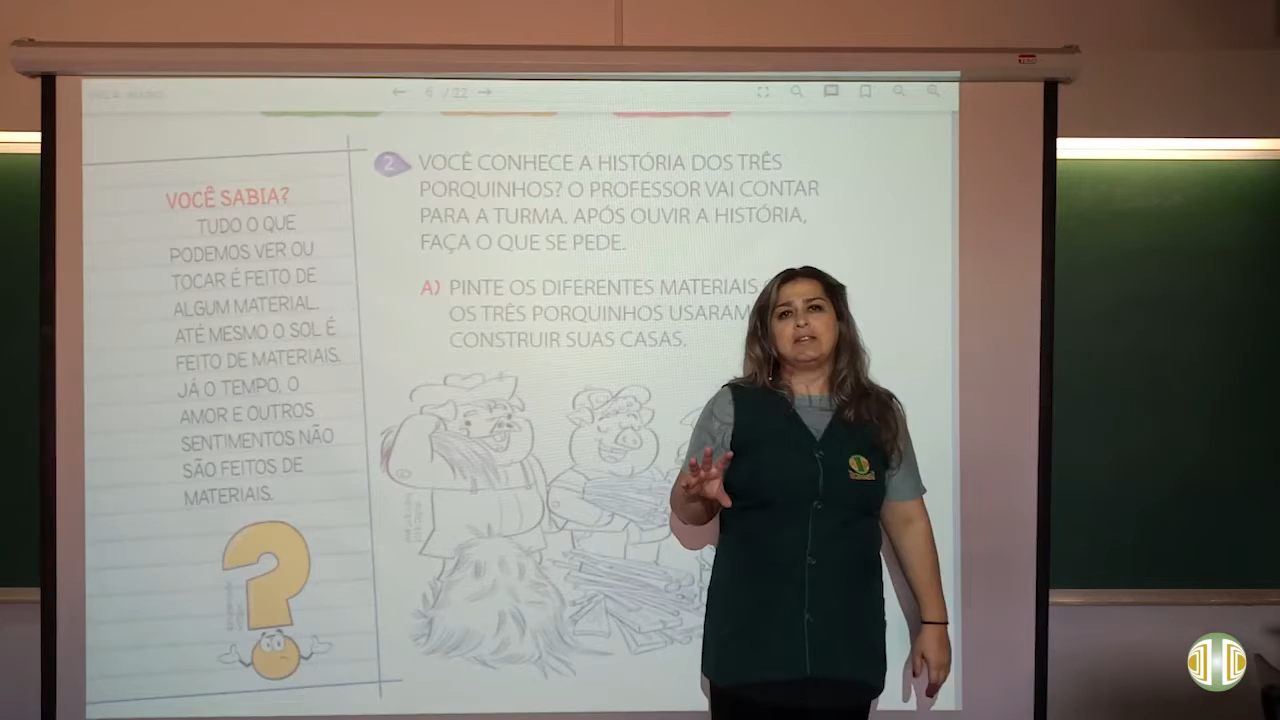 6 / 22
VOCÊ SABIA?
TUDO O QUE
PODEMOS VER OU
TOCAR É FEITO DE
ALGUM MATERIAL.
ATÉ MESMO O SOL É
FEITO DE MATERIAIS.
JÁ O TEMPO, O
AMOR E OUTROS
SENTIMENTOS NÃO
SÃO FEITOS DE
MATERIAIS.
2
VOCÊ CONHECE A HISTÓRIA DOS TRÊS
PORQUINHOS? O PROFESSOR VAI CONTAR
PARA A TURMA. APÓS OUVIR A HISTÓRIA,
FAÇA O QUE SE PEDE.
A) PINTE OS DIFERENTES MATERIAIS
OS TRÊS PORQUINHOS USARAM
CONSTRUIR SUAS CASAS.